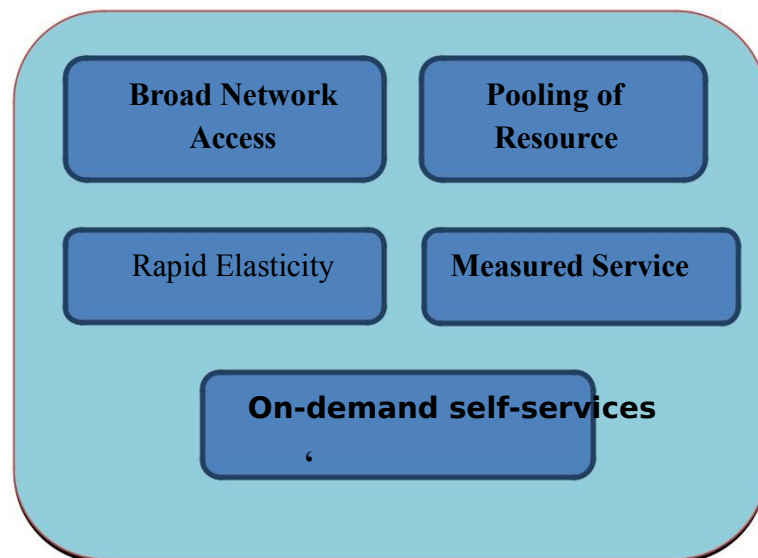 Broad Network
Access
Pooling of
Resource
Rapid Elasticity
Measured Service
On-demand self-services
‘